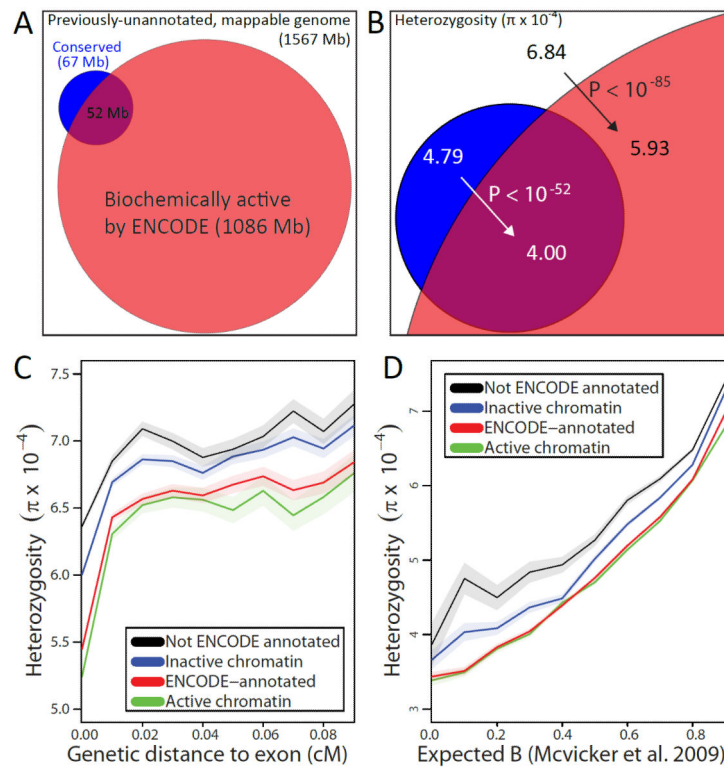 A
Previously-unannotated, mappable genome
(1567 Mb)
Conserved
(67 Mb)
52 Mb
Biochemically active
by ENCODE (1086 Mb)
B
Heterozygosity (π x 10⁻⁴)
6.84
P < 10⁻⁸⁵
5.93
4.79
P < 10⁻⁵²
4.00
C
Heterozygosity (π x 10⁻⁴)
7.5
7.0
6.5
6.0
5.5
5.0
Not ENCODE annotated
Inactive chromatin
ENCODE−annotated
Active chromatin
0.00 0.02 0.04 0.06 0.08
Genetic distance to exon (cM)
D
Heterozygosity (π x 10⁻⁴)
7
6
5
4
3
Not ENCODE annotated
Inactive chromatin
ENCODE−annotated
Active chromatin
0.0 0.2 0.4 0.6 0.8
Expected B (Mcvicker et al. 2009)